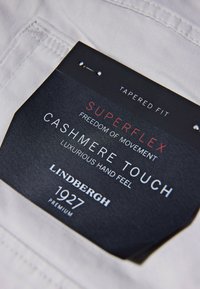 TAPERED FIT
SUPERFLEX
FREEDOM OF MOVEMENT
CASHMERE TOUCH
LUXURIOUS HAND FEEL
LINDBERGH
1927
PREMIUM